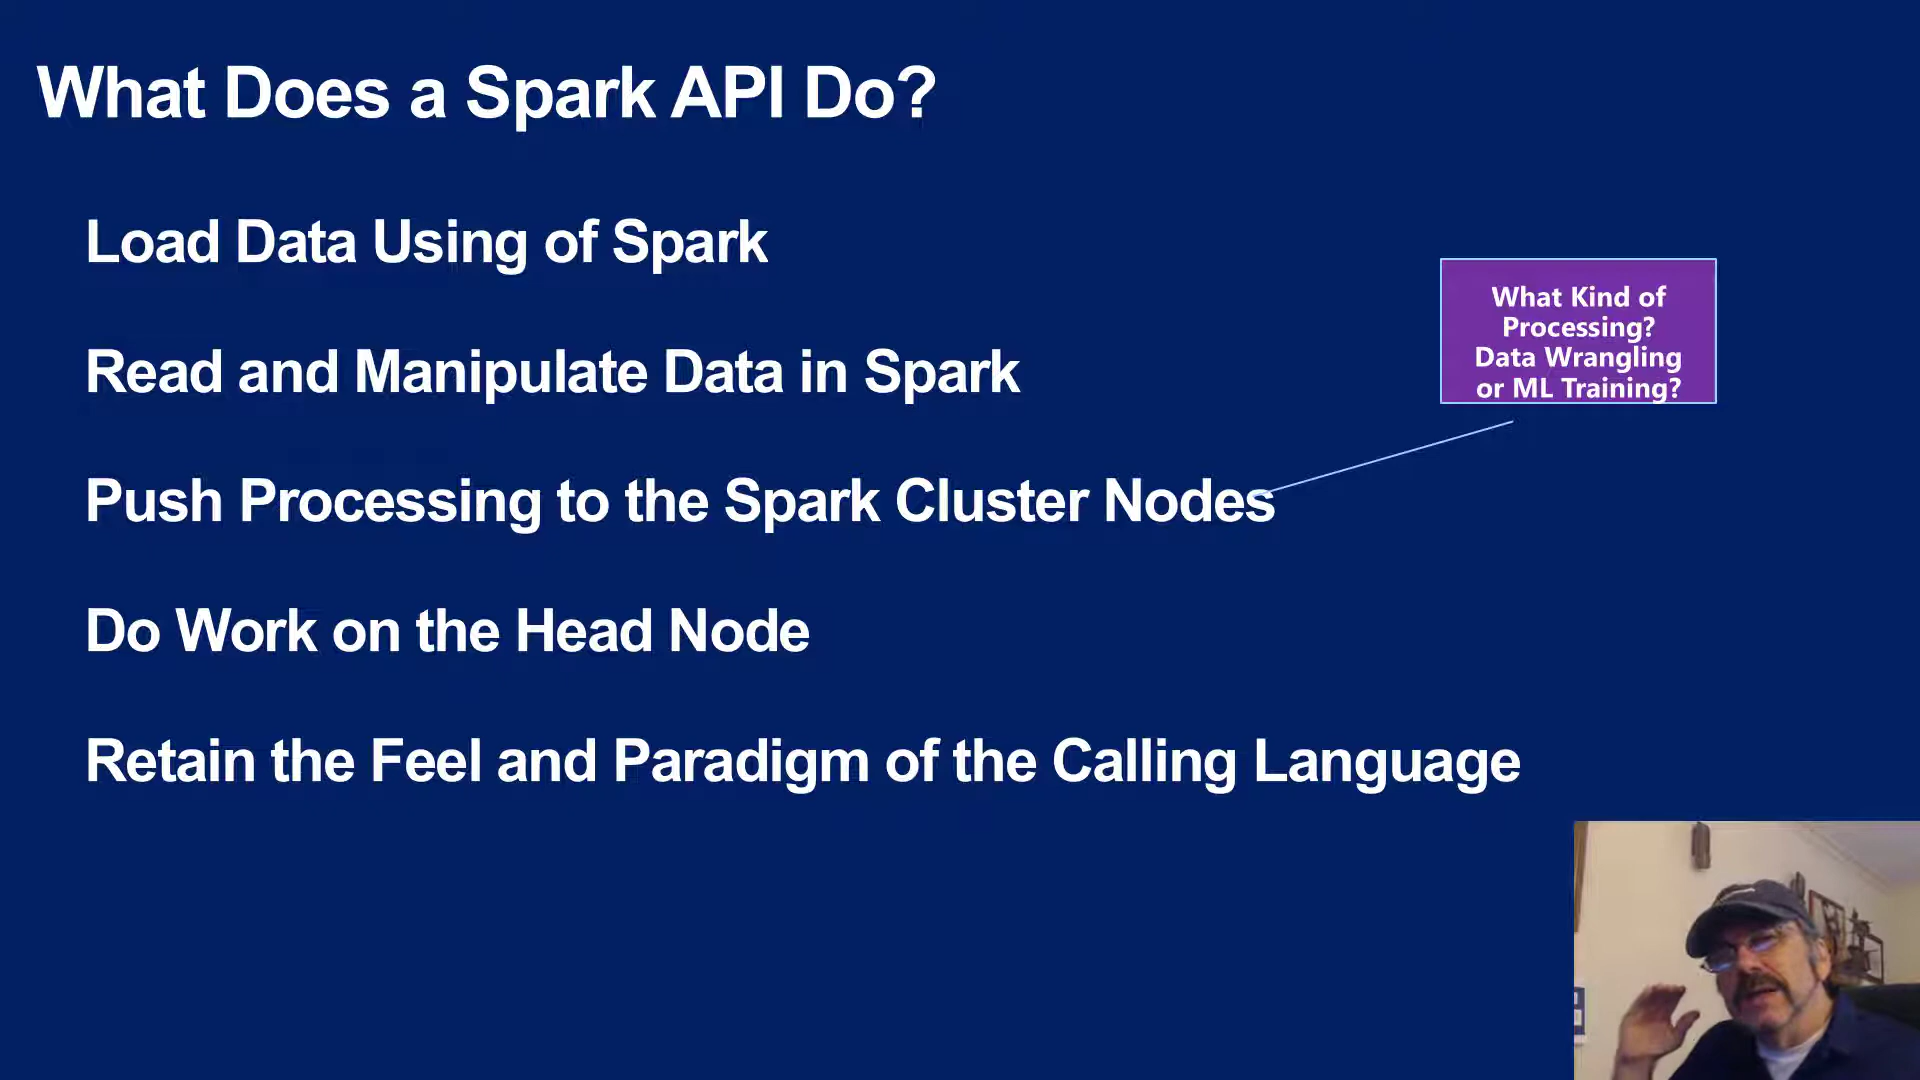 What Does a Spark API Do?
Load Data Using of Spark
Read and Manipulate Data in Spark
Push Processing to the Spark Cluster Nodes
Do Work on the Head Node
Retain the Feel and Paradigm of the Calling Language
What Kind of
Processing?
Data Wrangling
or ML Training?